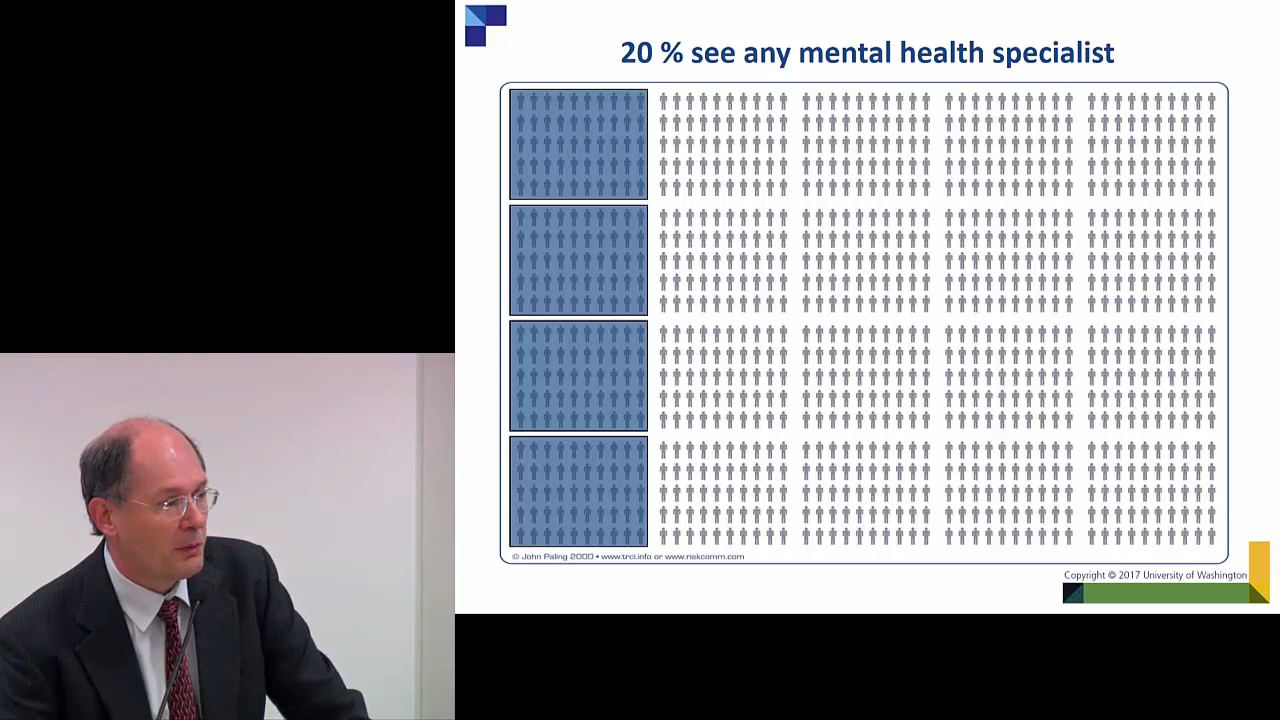 20 % see any mental health specialist
© John Paling 2000 • www.trci.info or www.riskcomm.com
Copyright © 2017 University of Washington